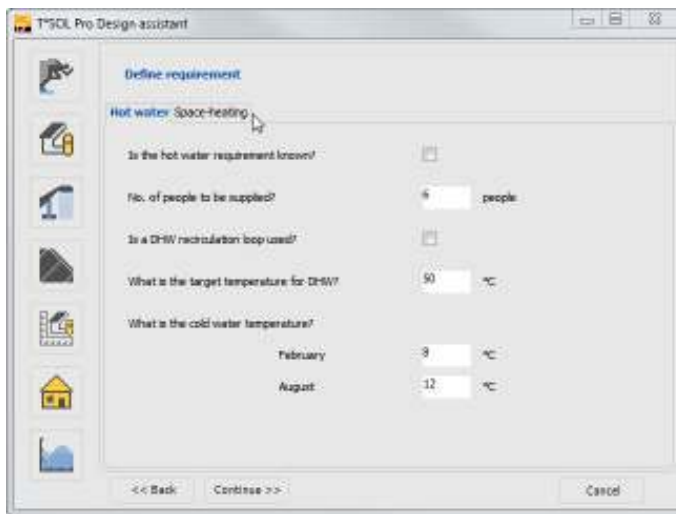 T*SOL Pro Design assistant
Define requirement
Hot water Space-heating
Is the hot water requirement known?
No. of people to be supplied? 6 people
Is a DHW recirculation loop used?
What is the target temperature for DHW? 50 °C
What is the cold water temperature?
February 8 °C
August 12 °C
<< Back Continue >> Cancel